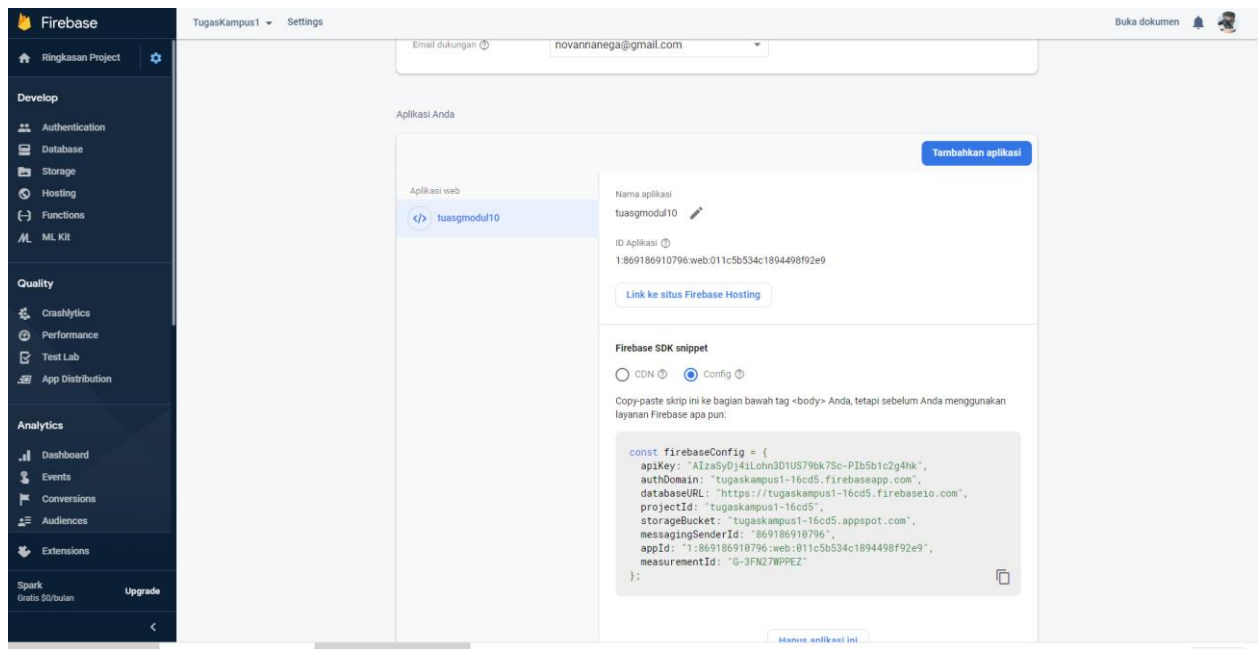 Firebase
TugasKampus1
Settings
Buka dokumen
Ringkasan Project
Develop
Authentication
Database
Storage
Hosting
Functions
ML Kit
Quality
Crashlytics
Performance
Test Lab
App Distribution
Analytics
Dashboard
Events
Conversions
Audiences
Extensions
Spark
Gratis $0/bulan
Upgrade
Email dukungan
novannanega@gmail.com
Aplikasi Anda
Tambahkan aplikasi
Aplikasi web
tuasgmodul10
Nama aplikasi
tuasgmodul10
ID Aplikasi
1:869186910796:web:011c5b534c1894498f92e9
Link ke situs Firebase Hosting
Firebase SDK snippet
CDN
Config
Copy-paste skrip ini ke bagian bawah tag <body> Anda, tetapi sebelum Anda menggunakan
layanan Firebase apa pun:
const firebaseConfig = {
apiKey: "AIzaSyDj4iLohn3D1US79bk7Sc-PIb5b1c2g4hk",
authDomain: "tugaskampus1-16cd5.firebaseapp.com",
databaseURL: "https://tugaskampus1-16cd5.firebaseio.com",
projectId: "tugaskampus1-16cd5",
storageBucket: "tugaskampus1-16cd5.appspot.com",
messagingSenderId: "869186910796",
appId: "1:869186910796:web:011c5b534c1894498f92e9",
measurementId: "G-3FN27WPPEZ"
};
Hapus aplikasi ini